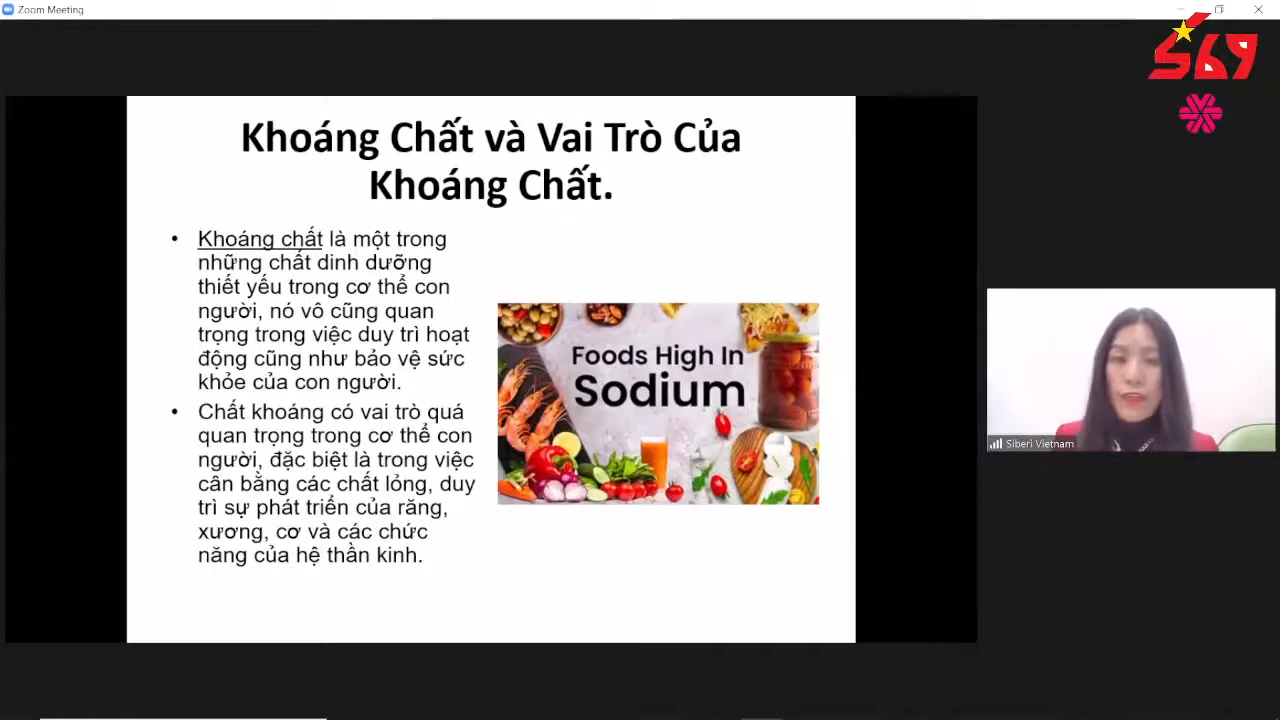 Zoom Meeting
S69
Khoáng Chất và Vai Trò Của
Khoáng Chất.
• Khoáng chất là một trong
những chất dinh dưỡng
thiết yếu trong cơ thể con
người, nó vô cũng quan
trọng trong việc duy trì hoạt
động cũng như bảo vệ sức
khỏe của con người.
• Chất khoáng có vai trò quá
quan trọng trong cơ thể con
người, đặc biệt là trong việc
cân bằng các chất lỏng, duy
trì sự phát triển của răng,
xương, cơ và các chức
năng của hệ thần kinh.
Foods High In
Sodium
Siberi Vietnam